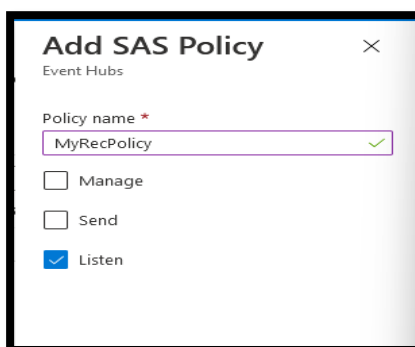 Add SAS Policy
Event Hubs
Policy name *
MyRecPolicy
Manage
Send
Listen